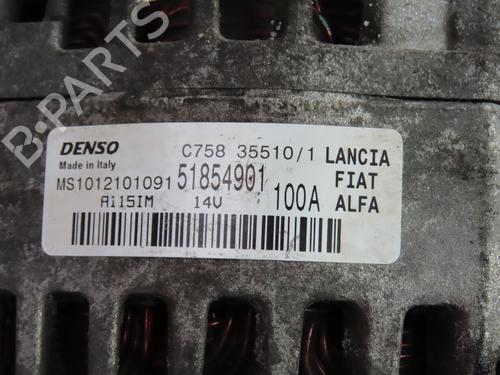 B-PARTS
DENSO C758 35510/1 LANCIA
Made in Italy
MS1012101091 51854901 FIAT
A115IM 14V 100A ALFA